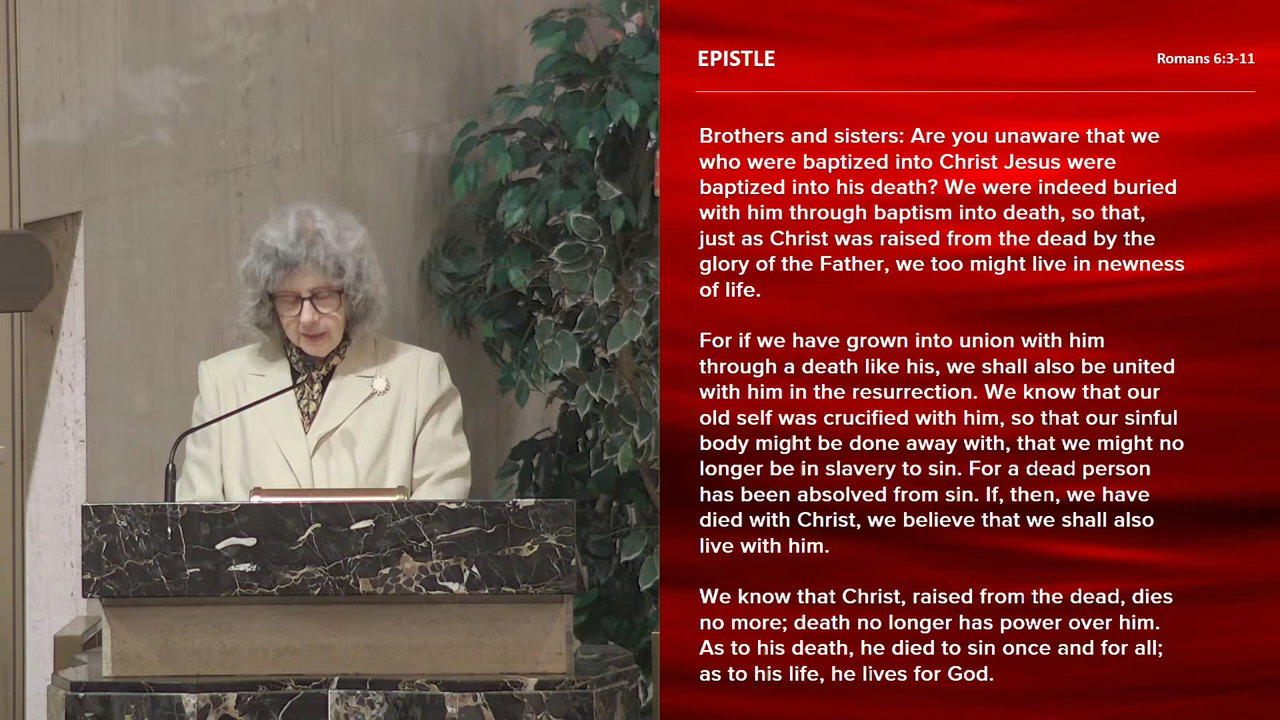 EPISTLE
Romans 6:3-11
Brothers and sisters: Are you unaware that we
who were baptized into Christ Jesus were
baptized into his death? We were indeed buried
with him through baptism into death, so that,
just as Christ was raised from the dead by the
glory of the Father, we too might live in newness
of life.
For if we have grown into union with him
through a death like his, we shall also be united
with him in the resurrection. We know that our
old self was crucified with him, so that our sinful
body might be done away with, that we might no
longer be in slavery to sin. For a dead person
has been absolved from sin. If, then, we have
died with Christ, we believe that we shall also
live with him.
We know that Christ, raised from the dead, dies
no more; death no longer has power over him.
As to his death, he died to sin once and for all;
as to his life, he lives for God.